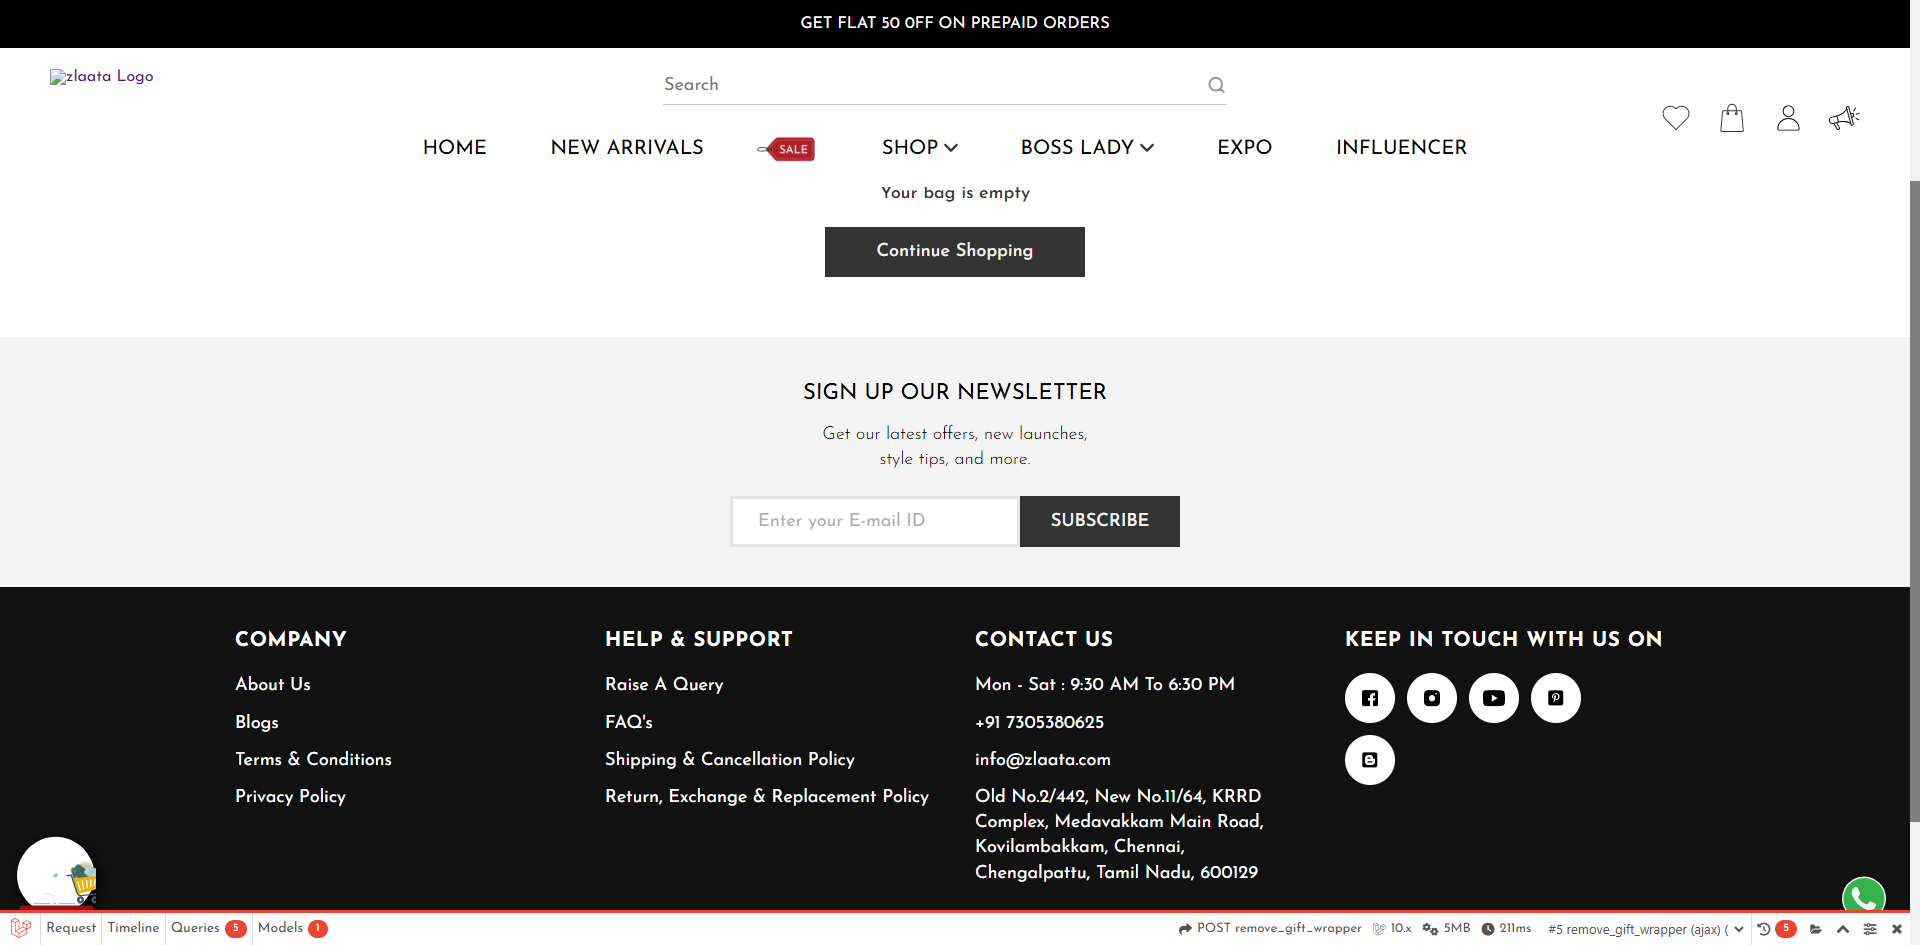 GET FLAT 50 OFF ON PREPAID ORDERS
zlaata Logo
Search
HOME NEW ARRIVALS SALE SHOP BOSS LADY EXPO INFLUENCER
Your bag is empty
Continue Shopping
SIGN UP OUR NEWSLETTER
Get our latest offers, new launches,
style tips, and more.
Enter your E-mail ID SUBSCRIBE
COMPANY
About Us
Blogs
Terms & Conditions
Privacy Policy
HELP & SUPPORT
Raise A Query
FAQ's
Shipping & Cancellation Policy
Return, Exchange & Replacement Policy
CONTACT US
Mon - Sat : 9:30 AM To 6:30 PM
+91 7305380625
info@zlaata.com
Old No.2/442, New No.11/64, KRRD
Complex, Medavakkam Main Road,
Kovilambakkam, Chennai,
Chengalpattu, Tamil Nadu, 600129
KEEP IN TOUCH WITH US ON
Request Timeline Queries 5 Models 1 POST remove_gift_wrapper 10.x 5MB 211ms #5 remove_gift_wrapper (ajax) ( 5